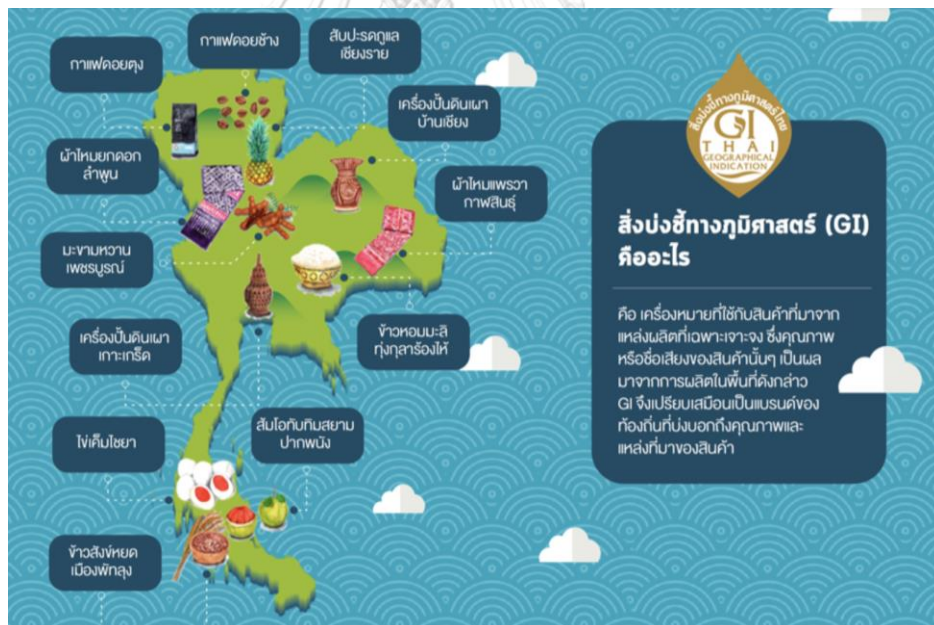 กาแฟดอยตุง
กาแฟดอยช้าง
สับปะรดภูแล
เชียงราย
เครื่องปั้นดินเผา
บ้านเชียง
ผ้าไหมยกดอก
ลำพูน
ผ้าไหมแพรวา
กาฬสินธุ์
มะขามหวาน
เพชรบูรณ์
เครื่องปั้นดินเผา
เกาะเกร็ด
ข้าวหอมมะลิ
ทุ่งกุลาร้องไห้
ไข่เค็มไชยา
ส้มโอทับทิมสยาม
ปากพนัง
ข้าวสังข์หยด
เมืองพัทลุง
สิ่งบ่งชี้ทางภูมิศาสตร์ไทย
GI
THAI
GEOGRAPHICAL
INDICATION
สิ่งบ่งชี้ทางภูมิศาสตร์ (GI)
คืออะไร
คือ เครื่องหมายที่ใช้กับสินค้าที่มาจาก
แหล่งผลิตที่เฉพาะเจาะจง ซึ่งคุณภาพ
หรือชื่อเสียงของสินค้านั้นๆ เป็นผล
มาจากการผลิตในพื้นที่ดังกล่าว
GI จึงเปรียบเสมือนเป็นแบรนด์ของ
ท้องถิ่นที่บ่งบอกถึงคุณภาพและ
แหล่งที่มาของสินค้า